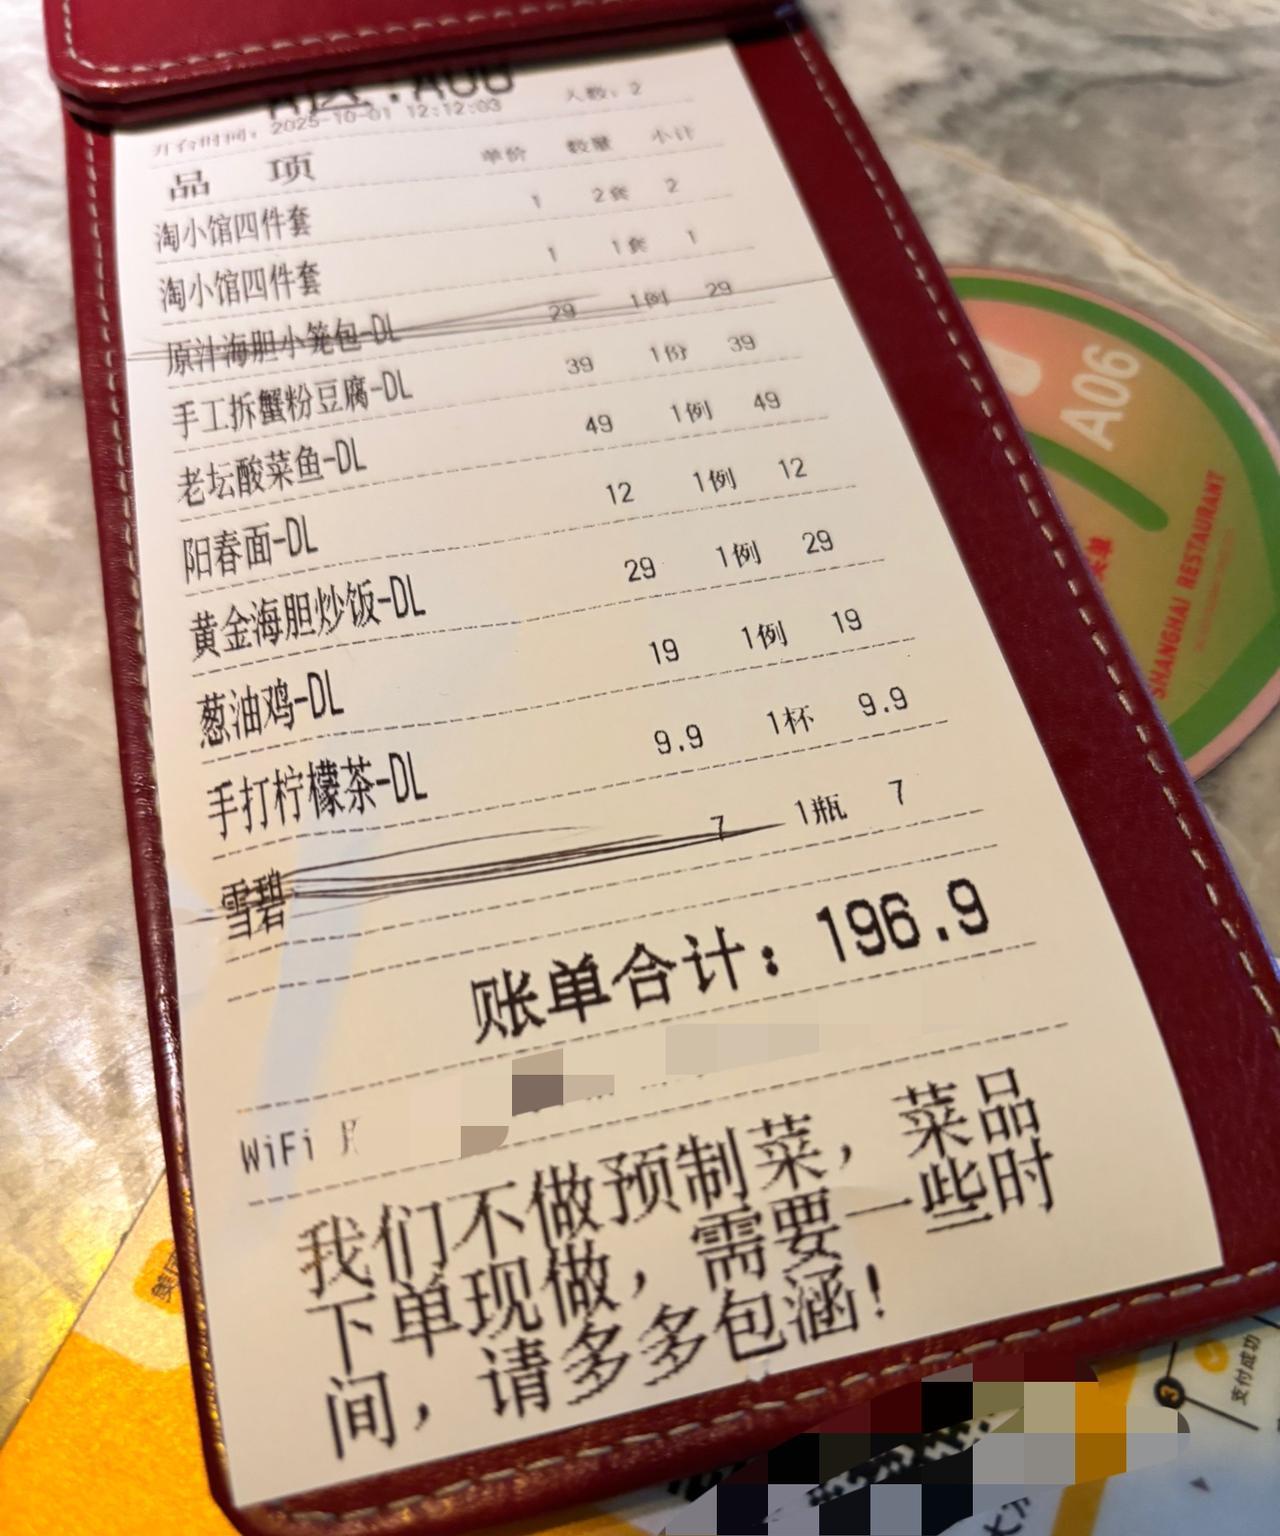 A区:A06
开台时间: 2025-10-01 12:12:03 人数: 2
品 项 单价 数量 小计
淘小馆四件套 1 2套 2
淘小馆四件套 1 1套 1
原汁海胆小笼包-DL 29 1例 29
手工拆蟹粉豆腐-DL 39 1份 39
老坛酸菜鱼-DL 49 1例 49
阳春面-DL 12 1例 12
黄金海胆炒饭-DL 29 1例 29
葱油鸡-DL 19 1例 19
手打柠檬茶-DL 9.9 1杯 9.9
雪碧 7 1瓶 7
账单合计: 196.9
WiFi
我们不做预制菜, 菜品
下单现做, 需要一些时
间, 请多多包涵!
A06
SHANGHAI RESTAURANT
3
支付成功